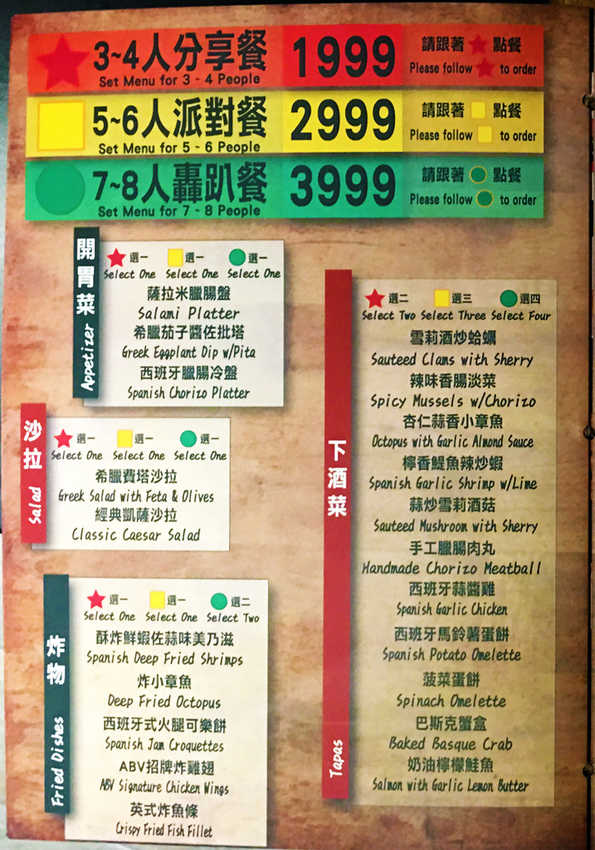 3~4人分享餐
Set Menu for 3 - 4 People
1999
請跟著 點餐
Please follow to order
5~6人派對餐
Set Menu for 5 ~ 6 People
2999
請跟著 點餐
Please follow to order
7~8人轟趴餐
Set Menu for 7 ~ 8 People
3999
請跟著 點餐
Please follow to order
開胃菜
Appetizer
選一 選一 選一
Select One Select One Select One
薩拉米臘腸盤
Salami Platter
希臘茄子醬佐批塔
Greek Eggplant Dip w/Pita
西班牙臘腸冷盤
Spanish Chorizo Platter
沙拉
Salad
選一 選一 選一
Select One Select One Select One
希臘費塔沙拉
Greek Salad with Feta & Olives
經典凱薩沙拉
Classic Caesar Salad
炸物
Fried Dishes
選一 選一 選二
Select One Select One Select Two
酥炸鮮蝦佐蒜味美乃滋
Spanish Deep Fried Shrimps
炸小章魚
Deep Fried Octopus
西班牙式火腿可樂餅
Spanish Jam Croquettes
ABV招牌炸雞翅
ABV Signature Chicken Wings
英式炸魚條
Crispy Fried Fish Fillet
下酒菜
Tapas
選二 選三 選四
Select Two Select Three Select Four
雪莉酒炒蛤蠣
Sauteed Clams with Sherry
辣味香腸淡菜
Spicy Mussels w/Chorizo
杏仁蒜香小章魚
Octopus with Garlic Almond Sauce
檸香鯷魚辣炒蝦
Spanish Garlic Shrimp w/Lime
蒜炒雪莉酒菇
Sauteed Mushroom with Sherry
手工臘腸肉丸
Handmade Chorizo Meatball
西班牙蒜醬雞
Spanish Garlic Chicken
西班牙馬鈴薯蛋餅
Spanish Potato Omelette
菠菜蛋餅
Spinach Omelette
巴斯克蟹盒
Baked Basque Crab
奶油檸檬鮭魚
Salmon with Garlic Lemon Butter